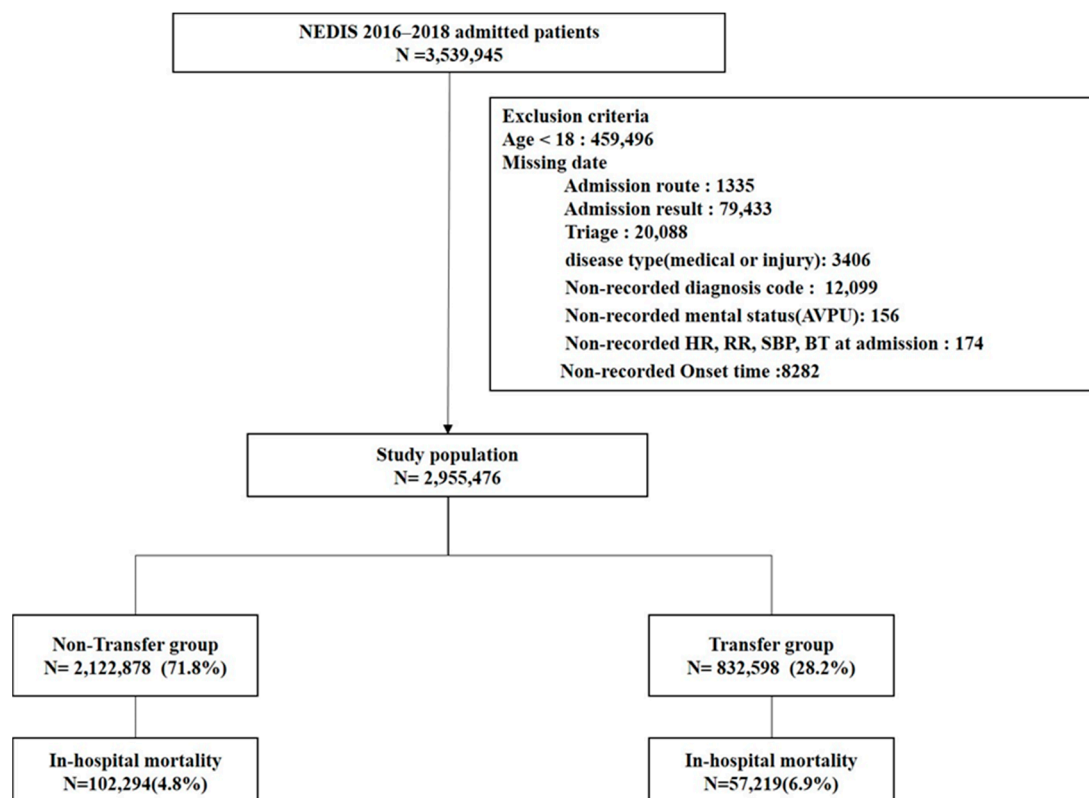 NEDIS 2016–2018 admitted patients
N =3,539,945
Exclusion criteria
Age < 18 : 459,496
Missing date
Admission route : 1335
Admission result : 79,433
Triage : 20,088
disease type(medical or injury): 3406
Non-recorded diagnosis code : 12,099
Non-recorded mental status(AVPU): 156
Non-recorded HR, RR, SBP, BT at admission : 174
Non-recorded Onset time :8282
Study population
N= 2,955,476
Non-Transfer group
N= 2,122,878 (71.8%)
Transfer group
N= 832,598 (28.2%)
In-hospital mortality
N=102,294(4.8%)
In-hospital mortality
N=57,219(6.9%)